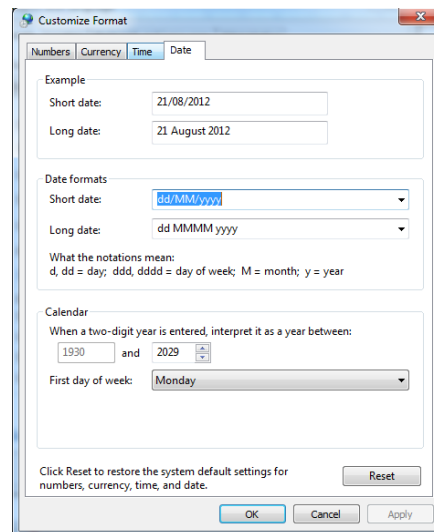 Customize Format
Numbers Currency Time Date
Example
Short date: 21/08/2012
Long date: 21 August 2012
Date formats
Short date: dd/MM/yyyy
Long date: dd MMMM yyyy
What the notations mean:
d, dd = day; ddd, dddd = day of week; M = month; y = year
Calendar
When a two-digit year is entered, interpret it as a year between:
1930 and 2029
First day of week: Monday
Click Reset to restore the system default settings for
numbers, currency, time, and date.
Reset
OK Cancel Apply